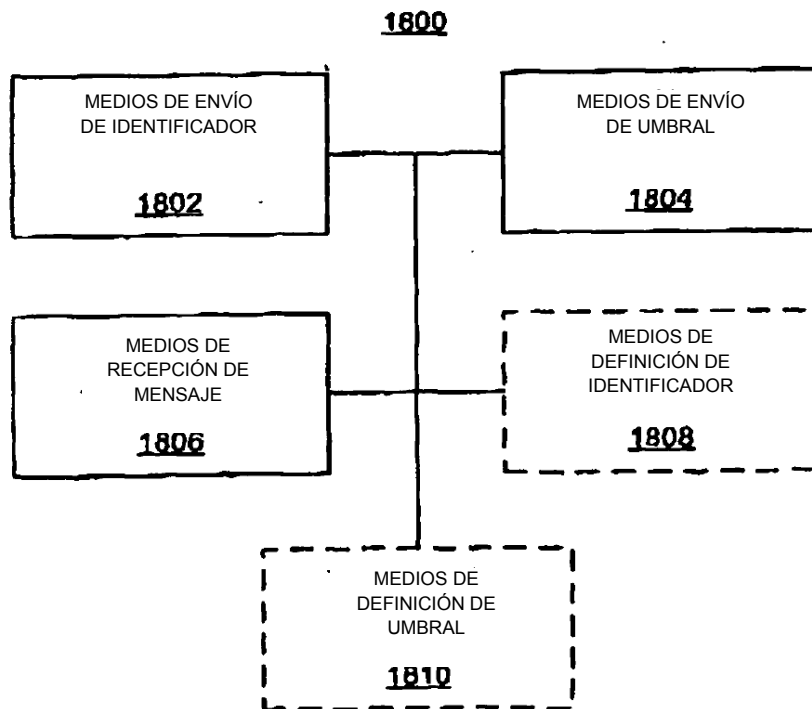 1800
MEDIOS DE ENVÍO
DE IDENTIFICADOR
1802
MEDIOS DE ENVÍO
DE UMBRAL
1804
MEDIOS DE
RECEPCIÓN DE
MENSAJE
1806
MEDIOS DE
DEFINICIÓN DE
IDENTIFICADOR
1808
MEDIOS DE
DEFINICIÓN DE
UMBRAL
1810